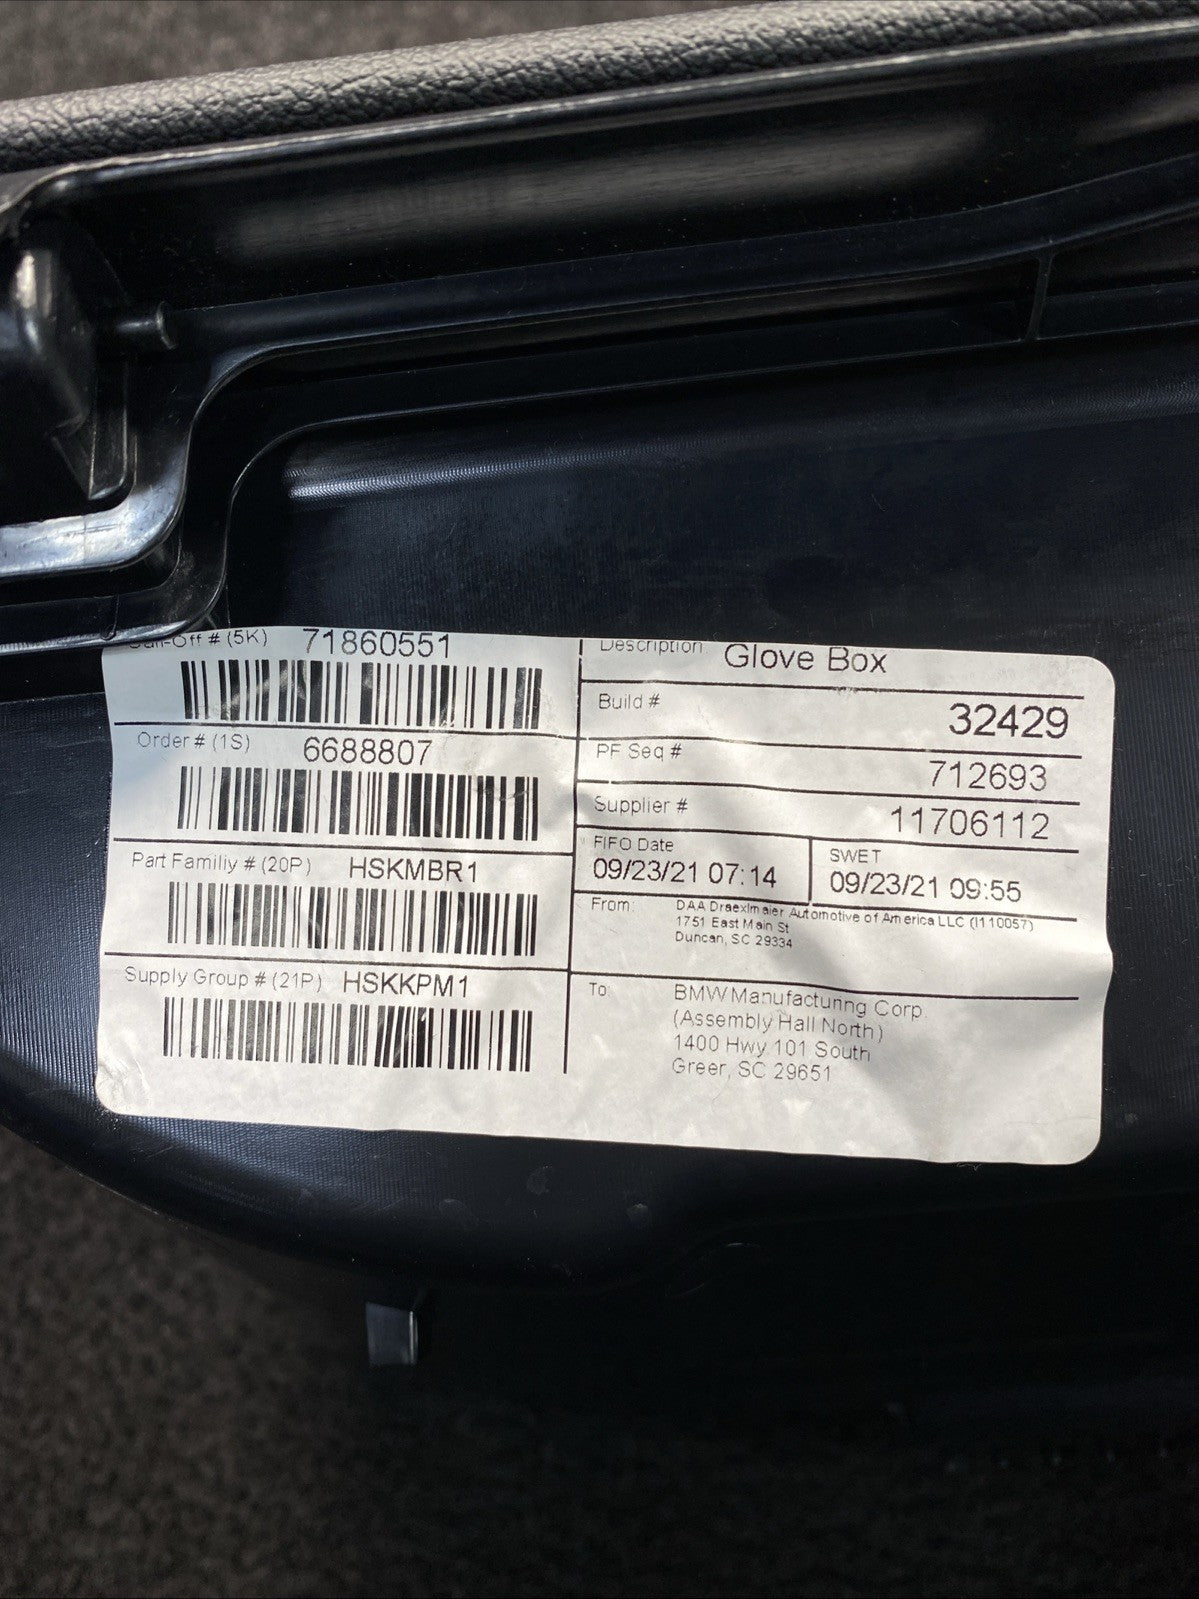 # (5K) 71860551
Order # (1S) 6688807
Part Familiy # (20P) HSKMBR1
Supply Group # (21P) HSKKPM1
Description: Glove Box
Build # 32429
PF Seq # 712693
Supplier # 11706112
FIFO Date
09/23/21 07:14
SWET
09/23/21 09:55
From: DAA Draexlmaier Automotive of America LLC (I110057)
1751 East Main St
Duncan, SC 29334
To: BMW Manufacturing Corp.
(Assembly Hall North)
1400 Hwy 101 South
Greer, SC 29651